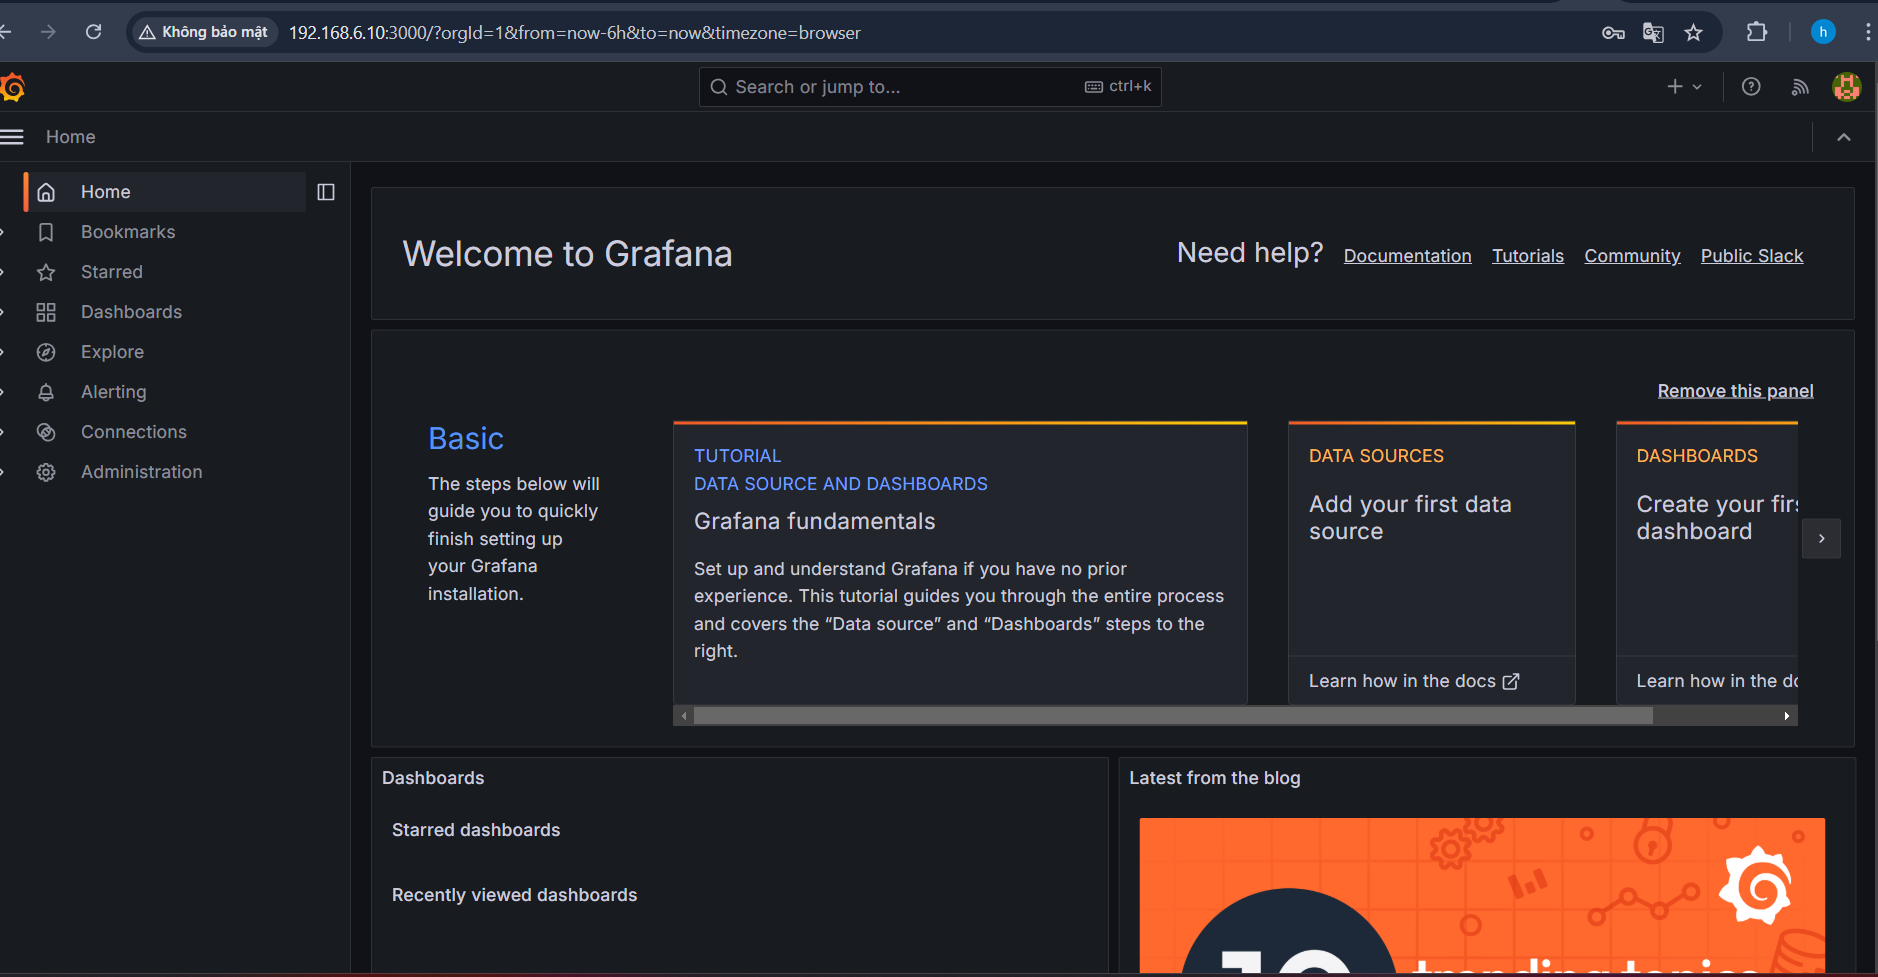 Không bảo mật 192.168.6.10:3000/?orgId=1&from=now-6h&to=now&timezone=browser
h
Search or jump to... ctrl+k
Home
Home
Bookmarks
Starred
Dashboards
Explore
Alerting
Connections
Administration
Welcome to Grafana
Need help? Documentation Tutorials Community Public Slack
Remove this panel
Basic
The steps below will
guide you to quickly
finish setting up
your Grafana
installation.
TUTORIAL
DATA SOURCE AND DASHBOARDS
Grafana fundamentals
Set up and understand Grafana if you have no prior
experience. This tutorial guides you through the entire process
and covers the “Data source” and “Dashboards” steps to the
right.
DATA SOURCES
Add your first data
source
Learn how in the docs
DASHBOARDS
Create your firs
dashboard
Learn how in the do
Dashboards
Starred dashboards
Recently viewed dashboards
Latest from the blog
10
trending topics